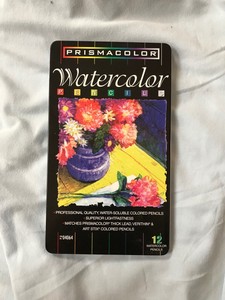 PRISMACOLOR
Watercolor
PENCILS
· PROFESSIONAL QUALITY, WATER-SOLUBLE COLORED PENCILS
· SUPERIOR LIGHTFASTNESS
· MATCHES PRISMACOLOR® THICK LEAD, VERITHIN® &
ART STIX® COLORED PENCILS
12
WATERCOLOR
PENCILS